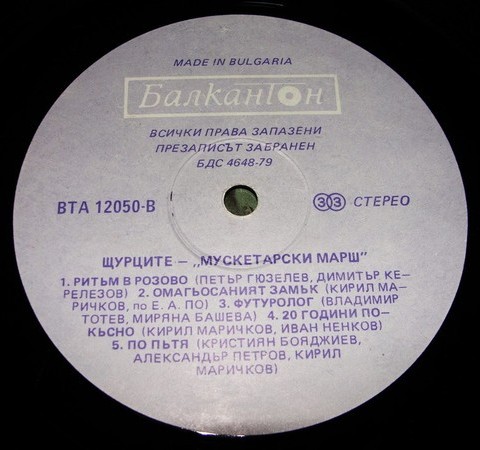 MADE IN BULGARIA
Балкантон
ВСИЧКИ ПРАВА ЗАПАЗЕНИ
ПРЕЗАПИСЪТ ЗАБРАНЕН
БДС 4648-79
ВТА 12050-В
33 СТЕРЕО
ЩУРЦИТЕ – „МУСКЕТАРСКИ МАРШ"
1. РИТЪМ В РОЗОВО (ПЕТЪР ГЮЗЕЛЕВ, ДИМИТЪР КЕ-
РЕЛЕЗОВ) 2. ОМАГЬОСАНИЯТ ЗАМЪК (КИРИЛ МА-
РИЧКОВ, по Е. А. ПО) 3. ФУТУРОЛОГ (ВЛАДИМИР
ТОТЕВ, МИРЯНА БАШЕВА) 4. 20 ГОДИНИ ПО-
КЪСНО (КИРИЛ МАРИЧКОВ, ИВАН НЕНКОВ)
5. ПО ПЪТЯ (КРИСТИЯН БОЯДЖИЕВ,
АЛЕКСАНДЪР ПЕТРОВ, КИРИЛ
МАРИЧКОВ)